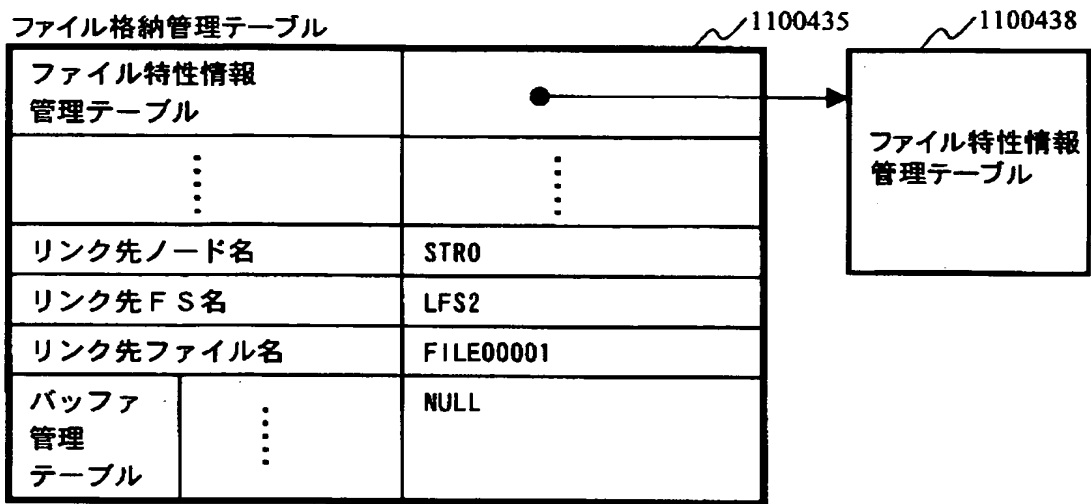 ファイル格納管理テーブル
1100435
1100438
ファイル特性情報
管理テーブル
ファイル特性情報
管理テーブル
リンク先ノード名
STR0
リンク先FS名
LFS2
リンク先ファイル名
FILE00001
バッファ
管理
テーブル
NULL